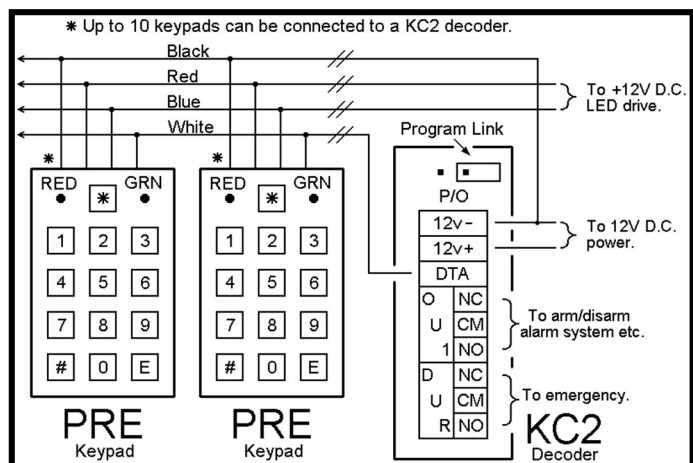 * Up to 10 keypads can be connected to a KC2 decoder.
Black
Red
Blue
White
To +12V D.C.
LED drive.
Program Link
P/O
12v-
12v+
DTA
To 12V D.C.
power.
OU1
NC
CM
NO
To arm/disarm
alarm system etc.
DUR
NC
CM
NO
To emergency.
KC2
Decoder
*
RED * GRN
1 2 3
4 5 6
7 8 9
# 0 E
PRE
Keypad
*
RED * GRN
1 2 3
4 5 6
7 8 9
# 0 E
PRE
Keypad